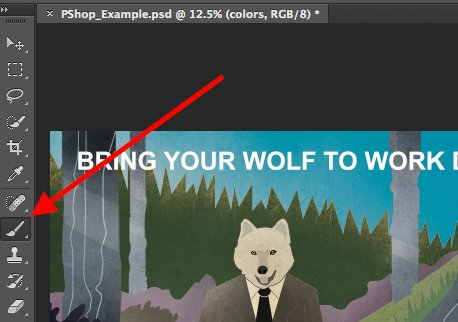 PShop_Example.psd @ 12.5% (colors, RGB/8) *
BRING YOUR WOLF TO WORK D